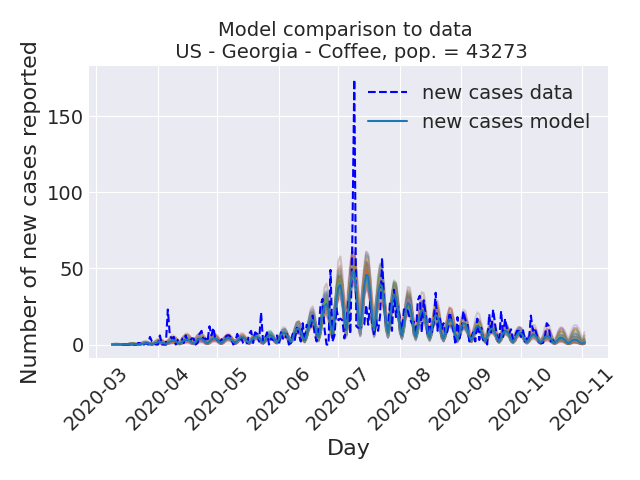 Model comparison to data
US - Georgia - Coffee, pop. = 43273
Number of new cases reported
150
100
50
0
new cases data
new cases model
2020-03
2020-04
2020-05
2020-06
2020-07
2020-08
2020-09
2020-10
2020-11
Day